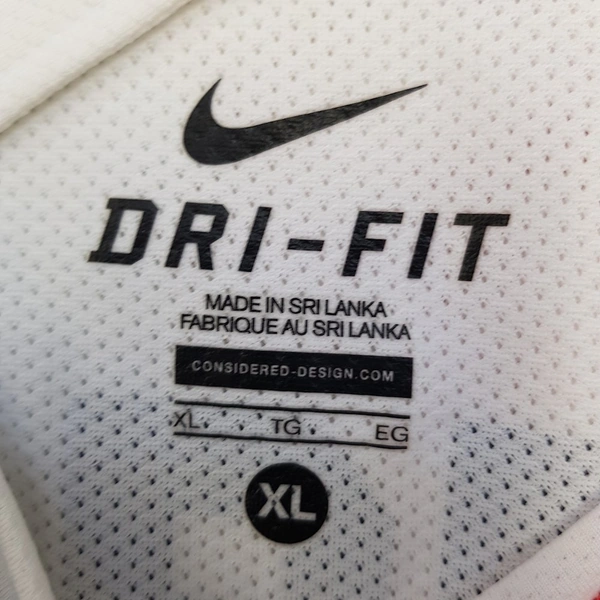 DRI-FIT
MADE IN SRI LANKA
FABRIQUE AU SRI LANKA
CONSIDERED-DESIGN.COM
XL TG EG
XL